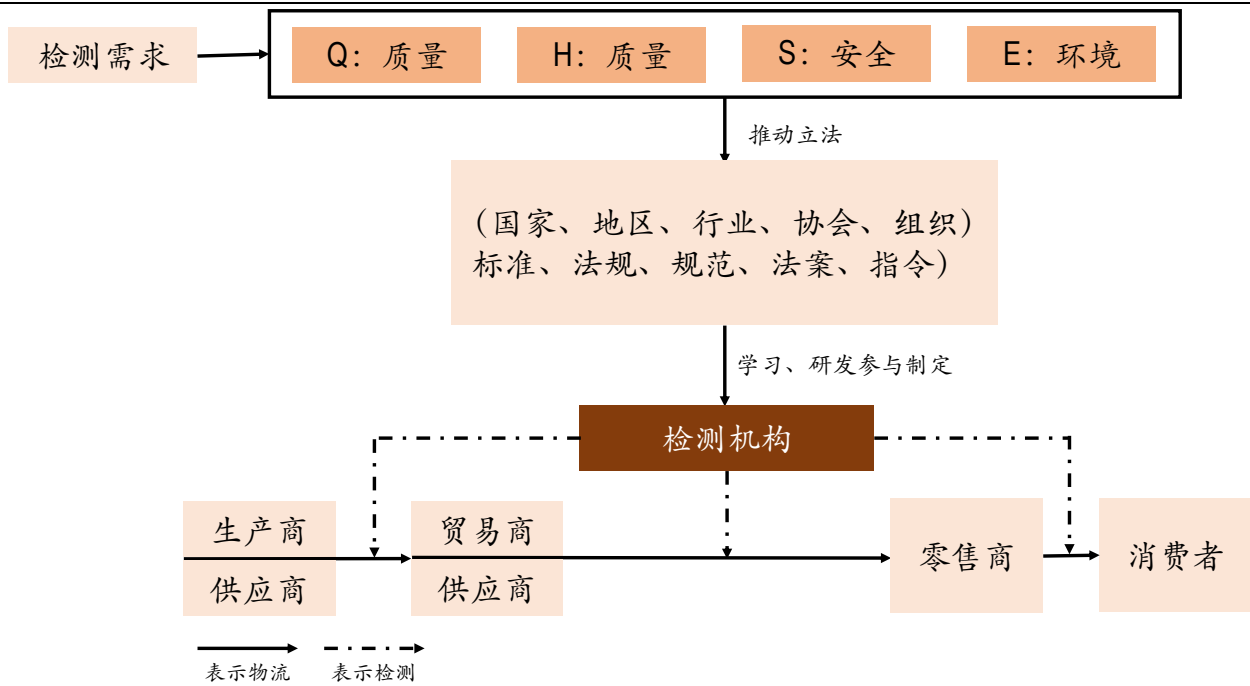 检测需求
Q: 质量
H: 质量
S: 安全
E: 环境
推动立法
(国家、地区、行业、协会、组织)
标准、法规、规范、法案、指令)
学习、研发参与制定
检测机构
生产商
供应商
贸易商
供应商
零售商
消费者
表示物流
表示检测